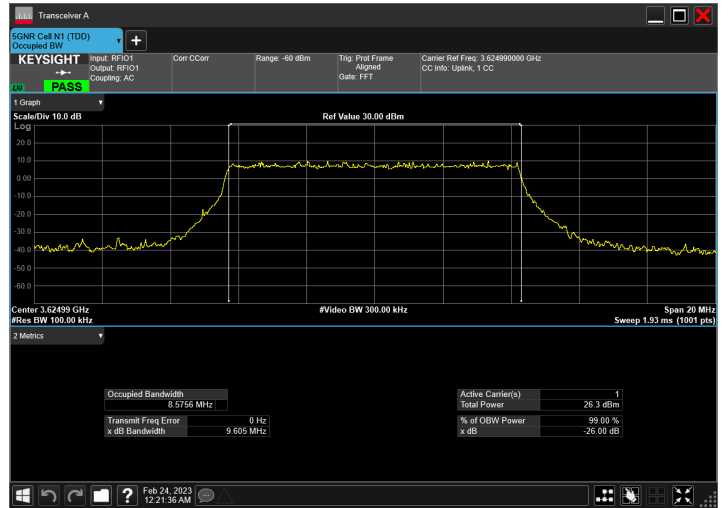 Transceiver A
5GNR Cell N1 (TDD)
Occupied BW
KEYSIGHT
LXI
PASS
Input: RFIO1
Output: RFIO1
Coupling: AC
Corr CCorr
Range: -60 dBm
Trig: Prot Frame
Aligned
Gate: FFT
Carrier Ref Freq: 3.624990000 GHz
CC Info: Uplink, 1 CC
1 Graph
Scale/Div 10.0 dB
Ref Value 30.00 dBm
Log
20.0
10.0
0.00
-10.0
-20.0
-30.0
-40.0
-50.0
-60.0
Center 3.62499 GHz
#Video BW 300.00 kHz
Span 20 MHz
#Res BW 100.00 kHz
Sweep 1.93 ms (1001 pts)
2 Metrics
Occupied Bandwidth
8.5756 MHz
Transmit Freq Error 0 Hz
x dB Bandwidth 9.605 MHz
Active Carrier(s) 1
Total Power 26.3 dBm
% of OBW Power 99.00 %
x dB -26.00 dB
?
Feb 24, 2023
12:21:36 AM